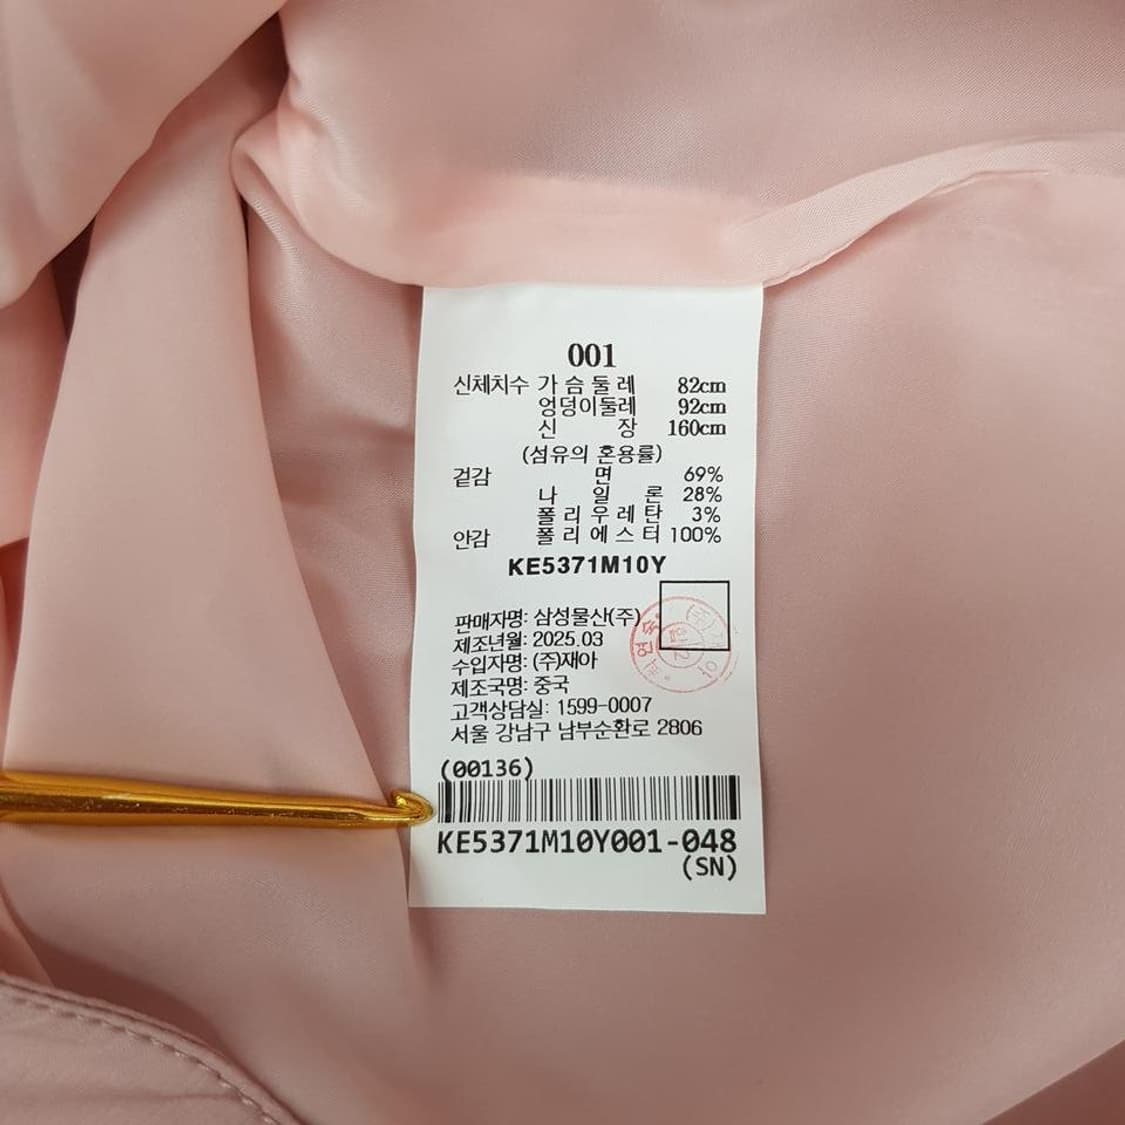 001
신체치수 가슴둘레 82cm
엉덩이둘레 92cm
신장 160cm
(섬유의 혼용률)
겉감 면 69%
나일론 28%
폴리우레탄 3%
안감 폴리에스터 100%
KE5371M10Y
판매자명: 삼성물산(주)
제조년월: 2025.03
수입자명: (주)재아
제조국명: 중국
고객상담실: 1599-0007
서울 강남구 남부순환로 2806
(00136)
KE5371M10Y001-048
(SN)